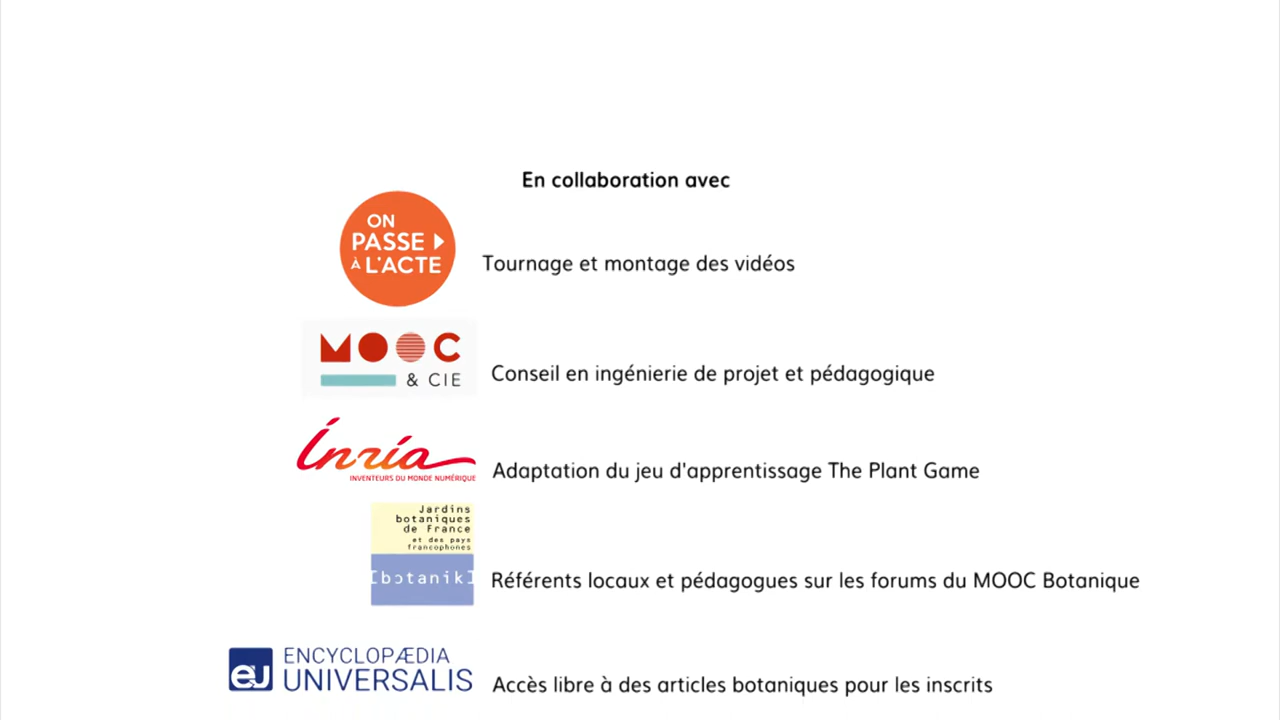 En collaboration avec
ON
PASSE
À L'ACTE
Tournage et montage des vidéos
MOOC
& CIE
Conseil en ingénierie de projet et pédagogique
Inria
INVENTEURS DU MONDE NUMÉRIQUE
Adaptation du jeu d'apprentissage The Plant Game
Jardins
botaniques
de France
et des pays
francophones
[bɔtanik]
Référents locaux et pédagogues sur les forums du MOOC Botanique
eu ENCYCLOPÆDIA
UNIVERSALIS
Accès libre à des articles botaniques pour les inscrits